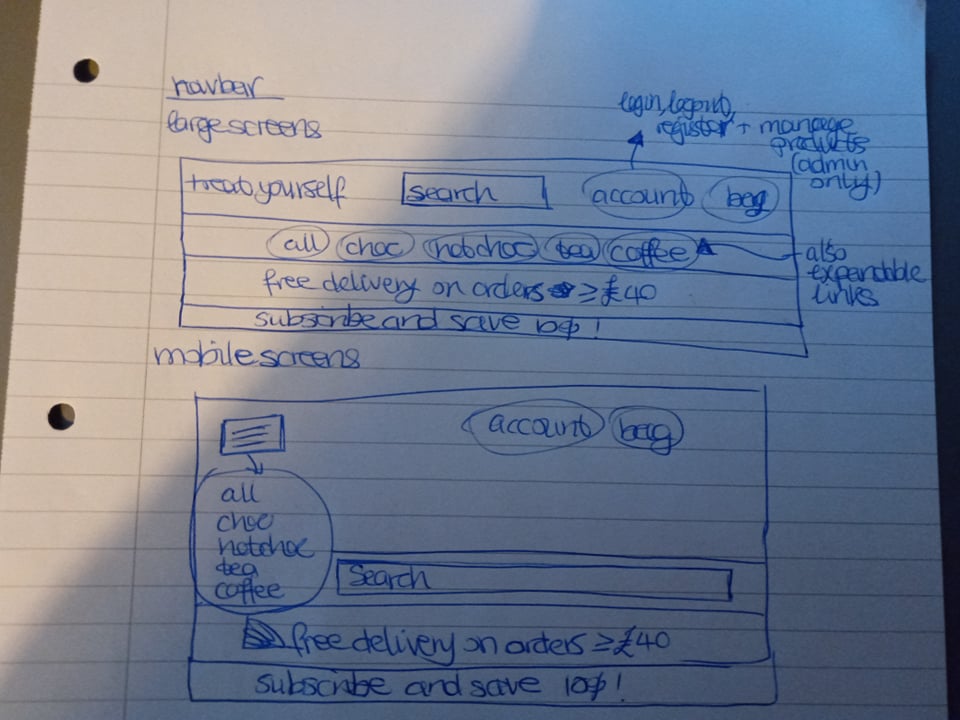 navbar
large screens
login, logout,
register + manage
products
(admin
only)
treat yourself search account bag
all choc hotchoc tea coffee
also
expandable
links
free delivery on orders ≥ £40
subscribe and save 10%!
mobile screens
account bag
all
choc
hotchoc
tea
coffee
Search
free delivery on orders ≥ £40
subscribe and save 10%!